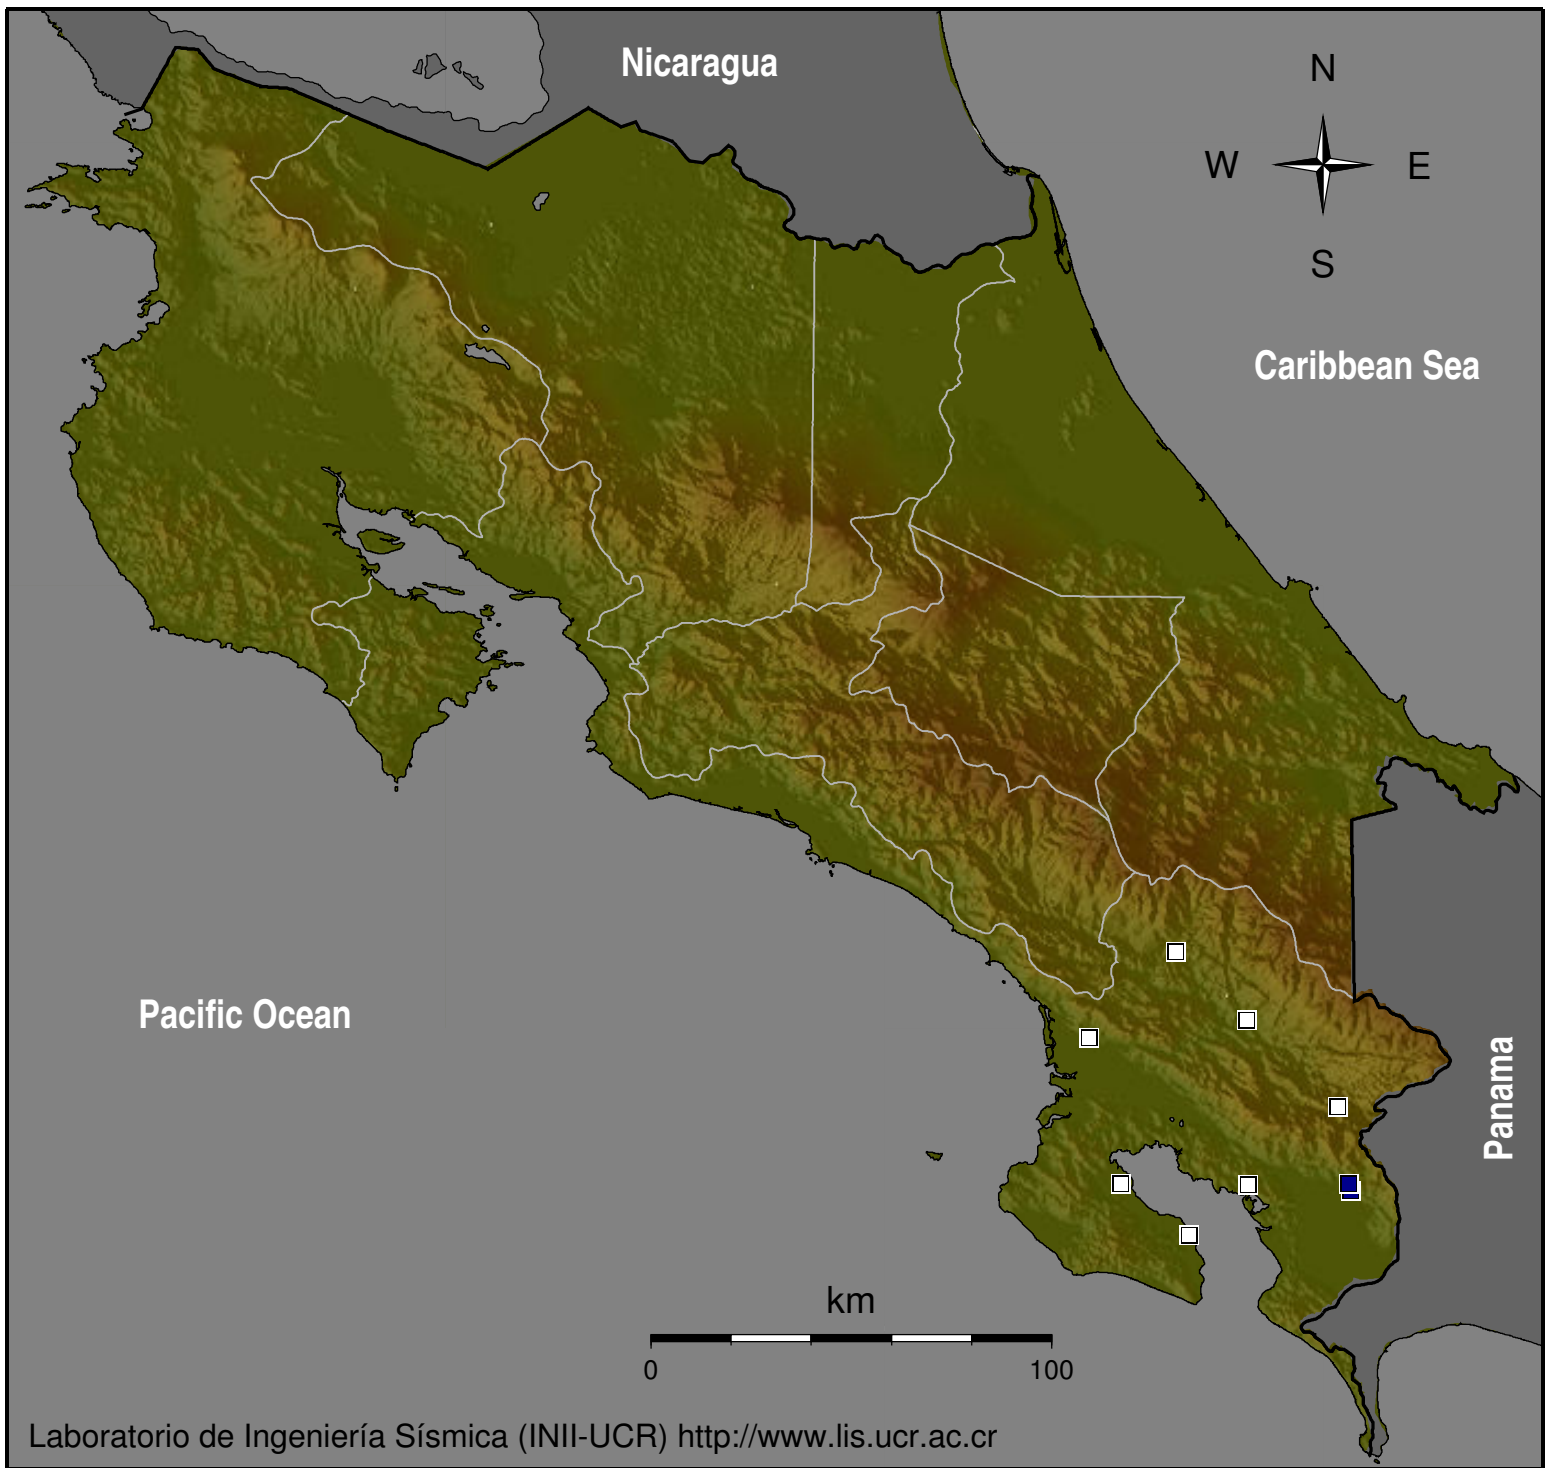 Nicaragua
N
W E
S
Caribbean Sea
Pacific Ocean
Panama
km
0 100
Laboratorio de Ingeniería Sísmica (INII-UCR) http://www.lis.ucr.ac.cr